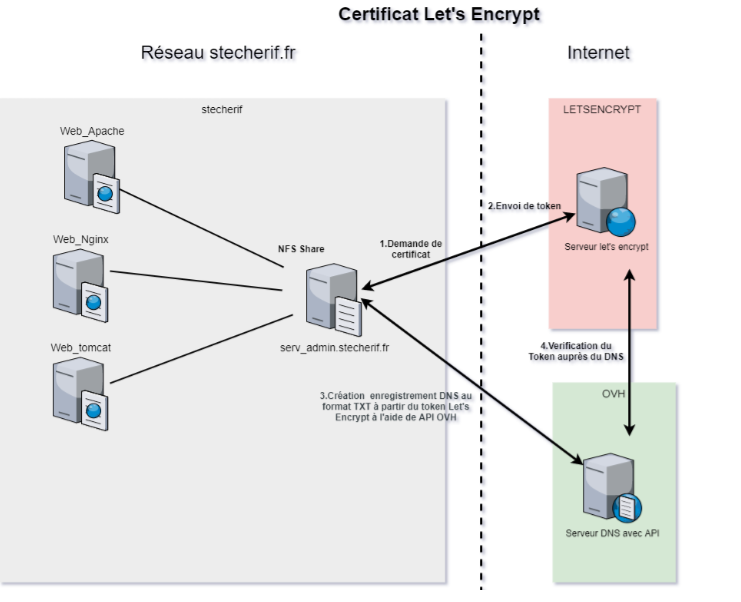 Certificat Let's Encrypt
Réseau stecherif.fr
Internet
stecherif
LETSENCRYPT
Web_Apache
2.Envoi de token
Web_Nginx
NFS Share
1.Demande de
certificat
Serveur let's encrypt
Web_tomcat
serv_admin.stecherif.fr
4.Verification du
Token auprès du DNS
3.Création enregistrement DNS au
format TXT à partir du token Let's
Encrypt à l'aide de API OVH
OVH
Serveur DNS avec API